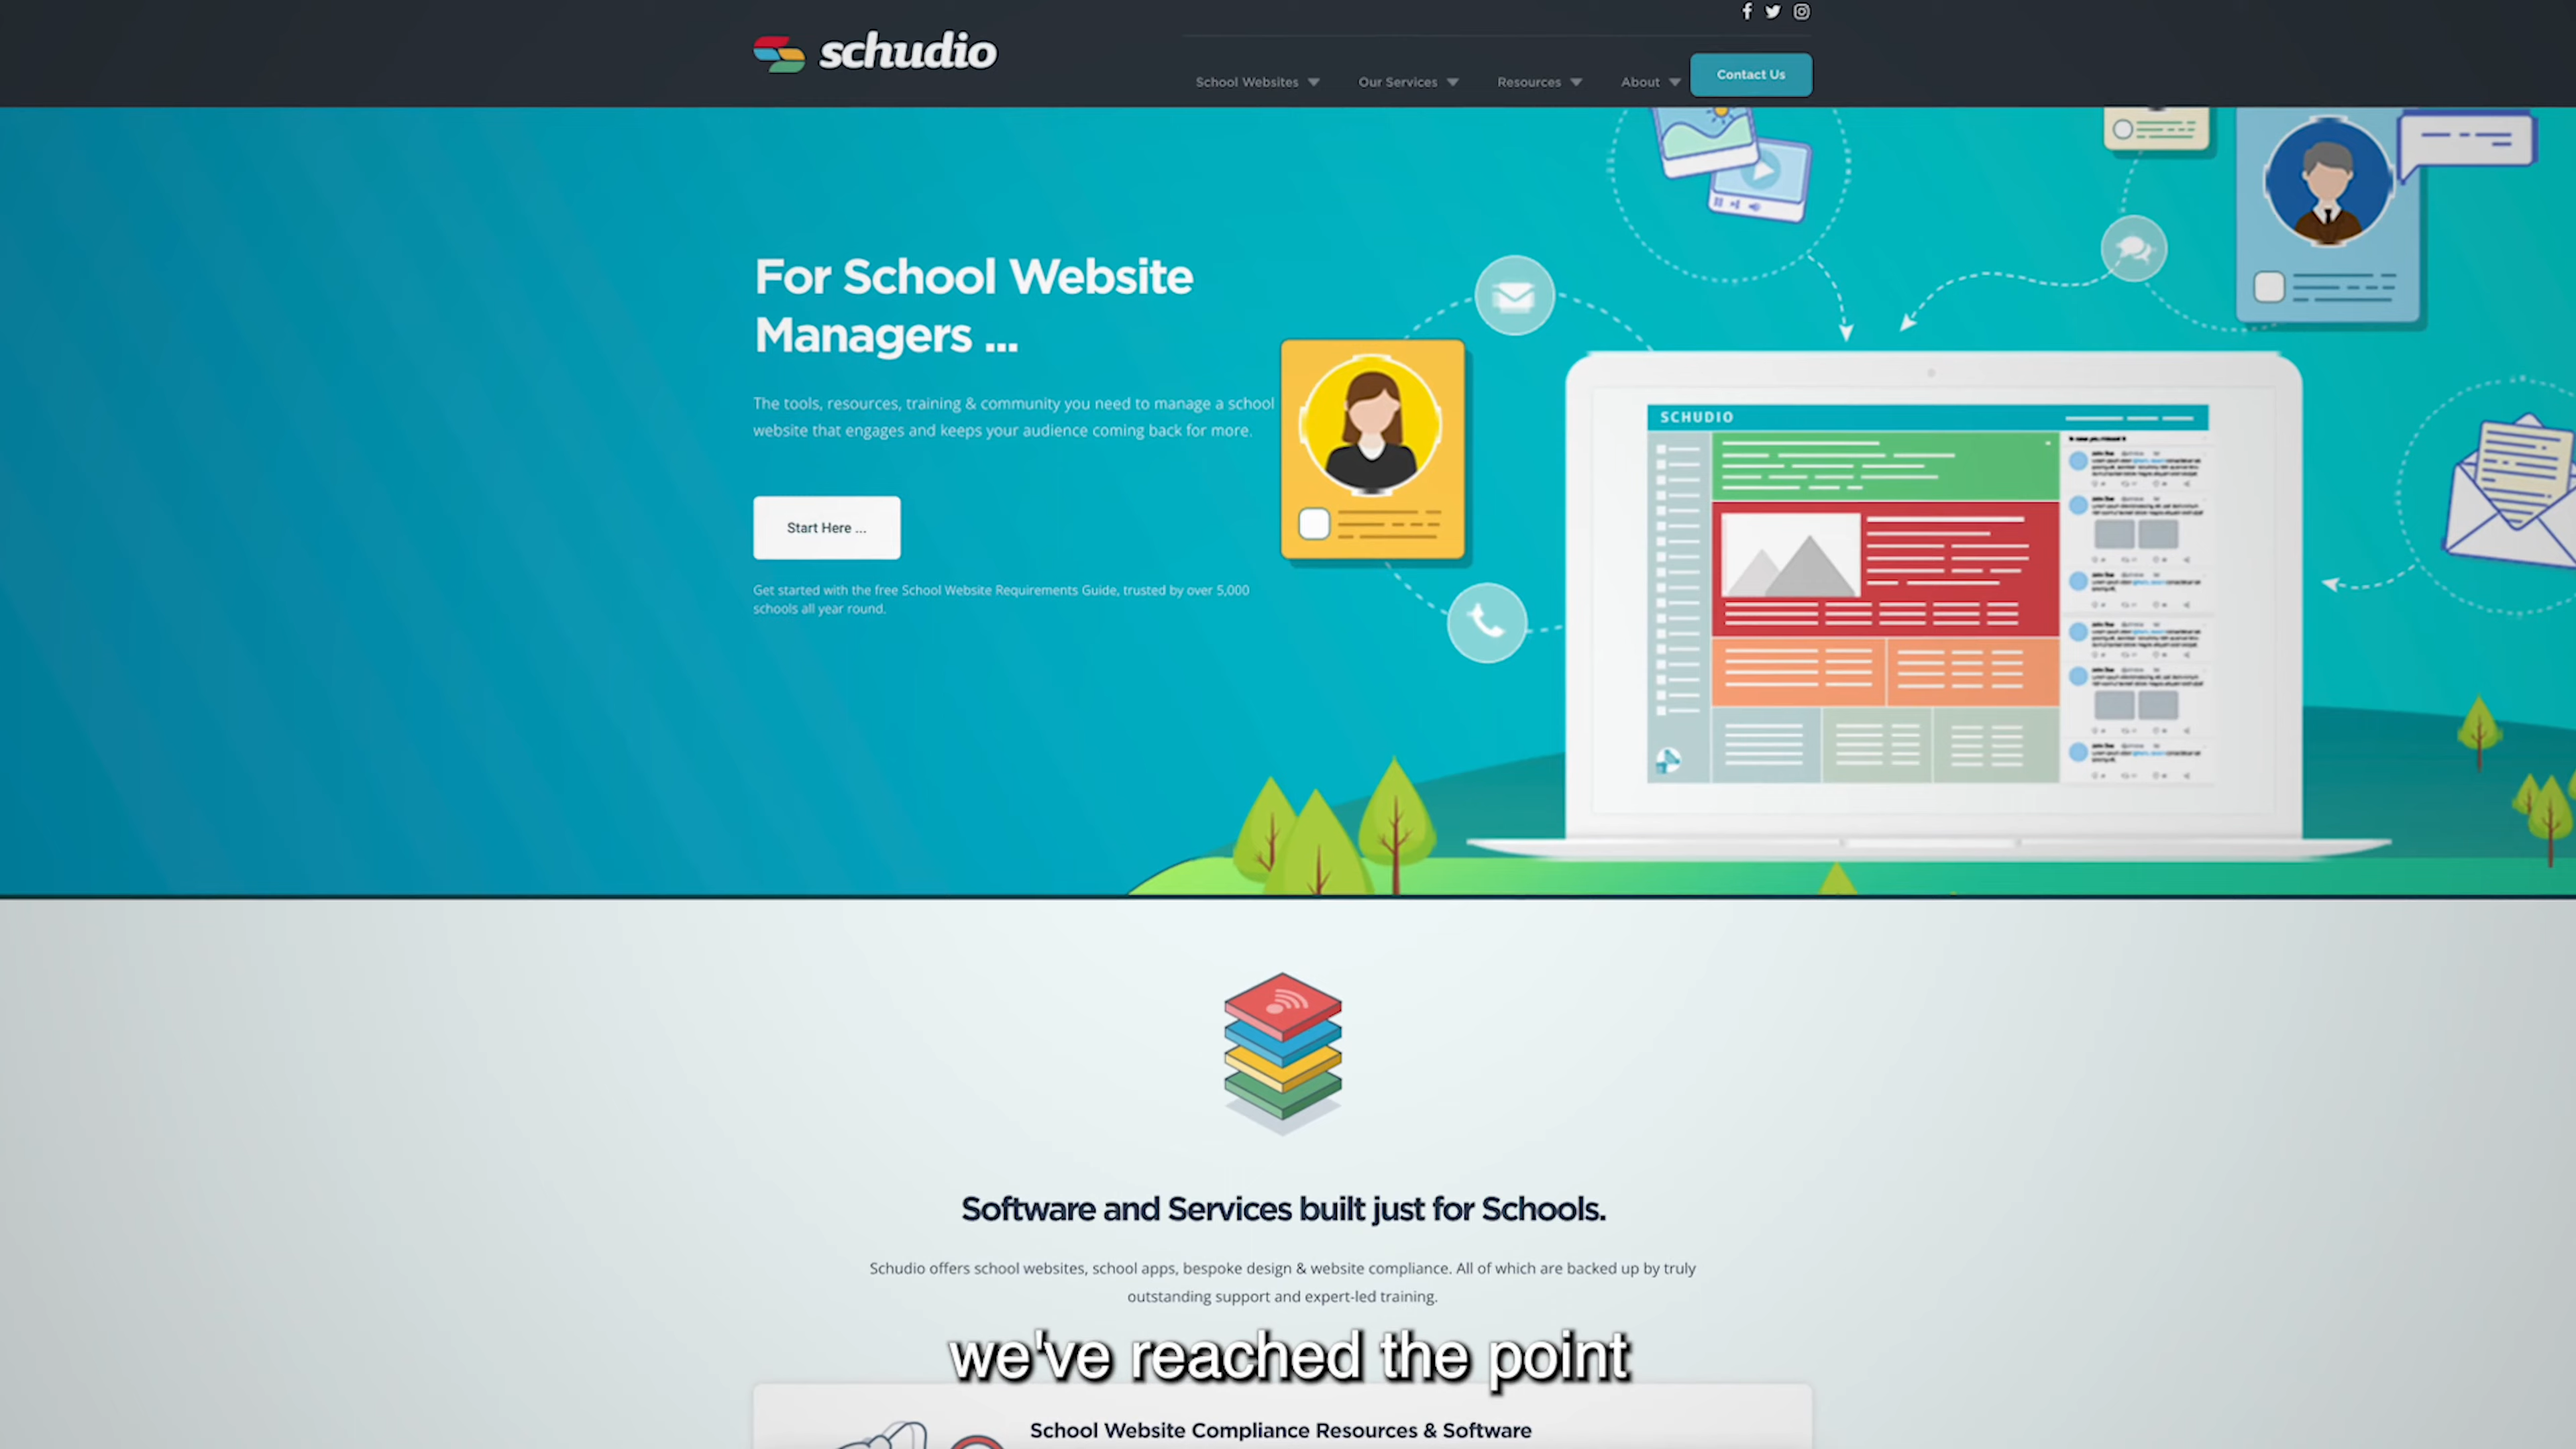 schudio
School Websites
Our Services
Resources
About
Contact Us
For School Website
Managers ...
The tools, resources, training & community you need to manage a school
website that engages and keeps your audience coming back for more.
Start Here ...
Get started with the free School Website Requirements Guide, trusted by over 5,000
schools all year round.
SCHUDIO
Software and Services built just for Schools.
Schudio offers school websites, school apps, bespoke design & website compliance. All of which are backed up by truly
outstanding support and expert-led training.
we've reached the point
School Website Compliance Resources & Software